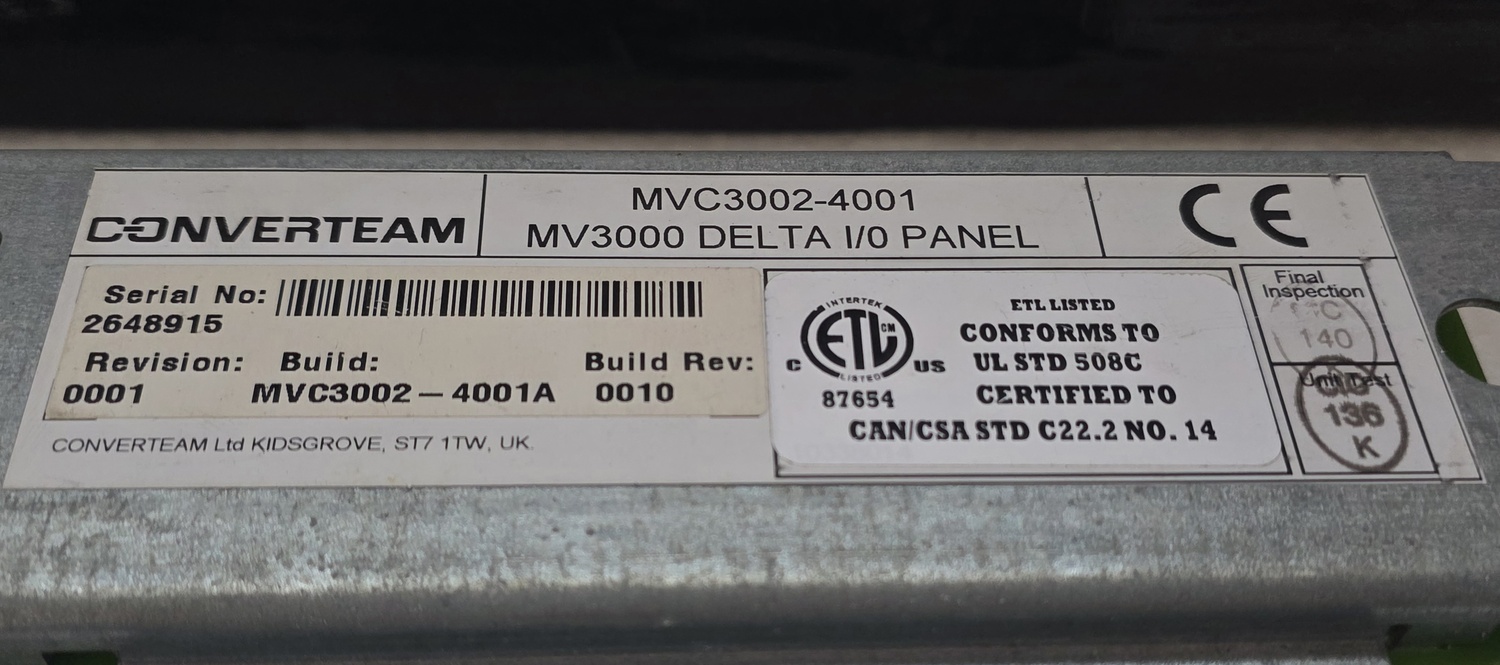 CONVERTEAM
MVC3002-4001
MV3000 DELTA I/0 PANEL
CE
Serial No:
2648915
Revision: Build: Build Rev:
0001 MVC3002-4001A 0010
CONVERTEAM Ltd KIDSGROVE, ST7 1TW, UK.
INTERTEK
ETL CM
LISTED
C US
87654
ETL LISTED
CONFORMS TO
UL STD 508C
CERTIFIED TO
CAN/CSA STD C22.2 NO. 14
Final
Inspection
140
Unit Test
136
K